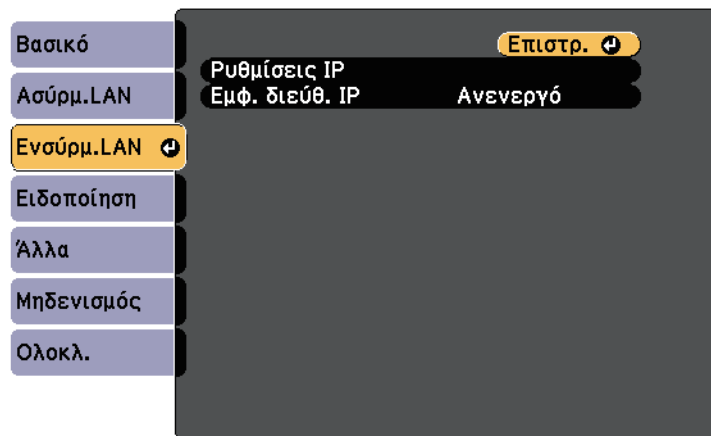 Βασικό
Ασύρμ.LAN
Ενσύρμ.LAN
Ειδοποίηση
Άλλα
Μηδενισμός
Ολοκλ.
Επιστρ.
Ρυθμίσεις IP
Εμφ. διεύθ. IP Ανενεργό